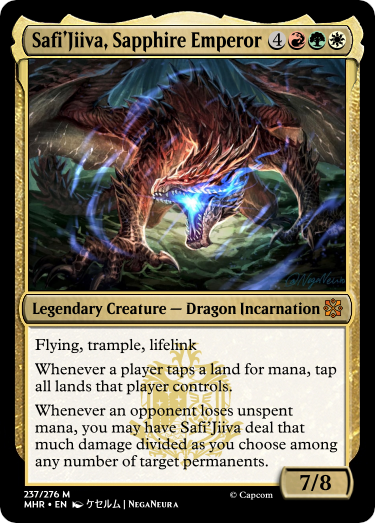 Safi'Jiiva, Sapphire Emperor 4
Legendary Creature — Dragon Incarnation
Flying, trample, lifelink
Whenever a player taps a land for mana, tap
all lands that player controls.
Whenever an opponent loses unspent
mana, you may have Safi'Jiiva deal that
much damage divided as you choose among
any number of target permanents.
7/8
237/276 M
MHR • EN ケセルム | NegaNeura
© Capcom